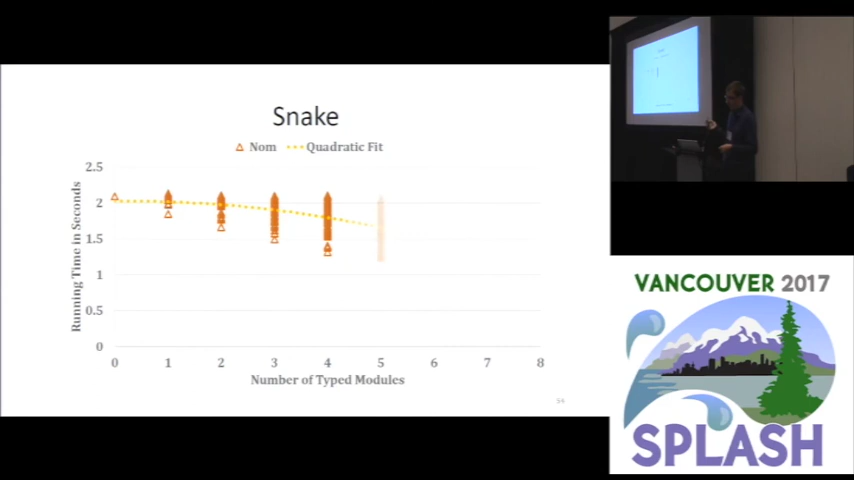 Snake
Nom Quadratic Fit
2.5
2
1.5
1
0.5
0
Running Time in Seconds
0 1 2 3 4 5 6 7 8
Number of Typed Modules
54
VANCOUVER 2017
SPLASH